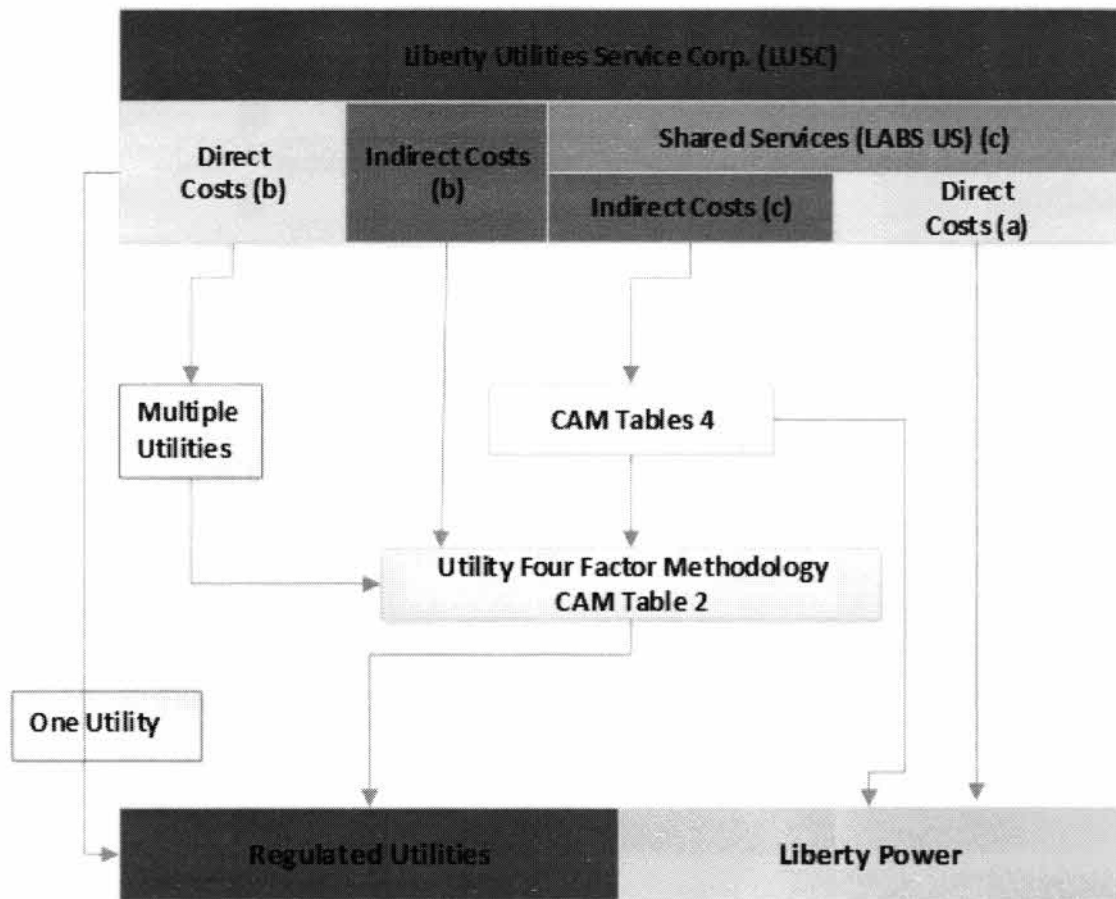 Liberty Utilities Service Corp. (LUSC)
Shared Services (LABS US) (c)
Direct
Costs (b)
Indirect Costs
(b)
Indirect Costs (c)
Direct
Costs (a)
Multiple
Utilities
CAM Tables 4
Utility Four Factor Methodology
CAM Table 2
One Utility
Regulated Utilities
Liberty Power